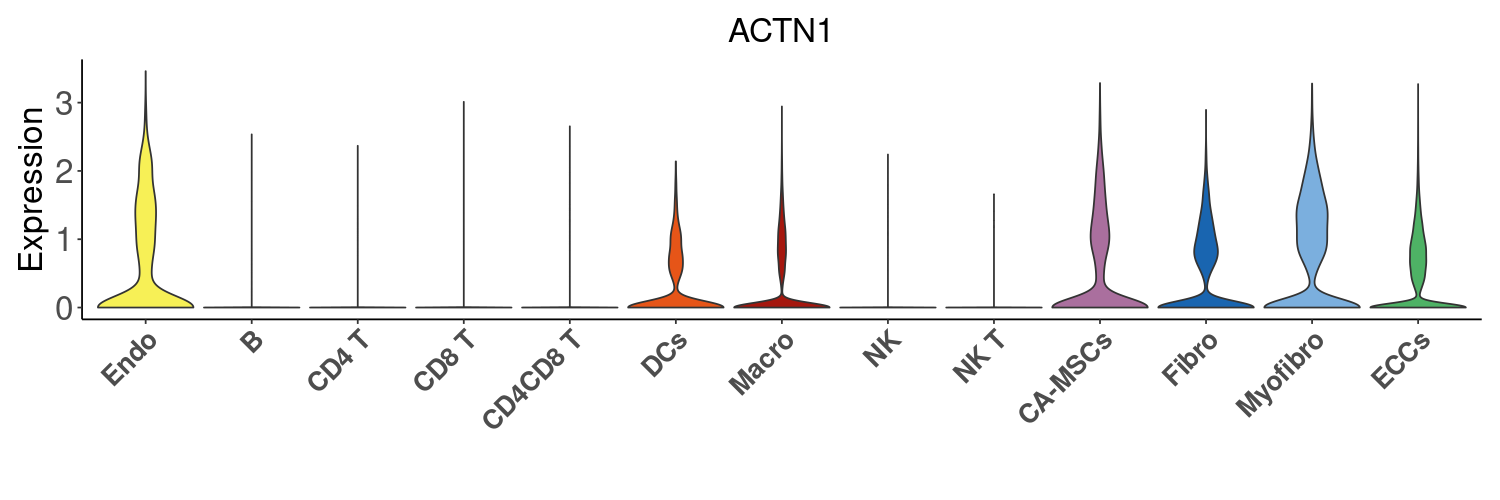 ACTN1
Expression
3
2
1
0
Endo
B
CD4 T
CD8 T
CD4CD8 T
DCs
Macro
NK
NK T
CA-MSCs
Fibro
Myofibro
ECCs